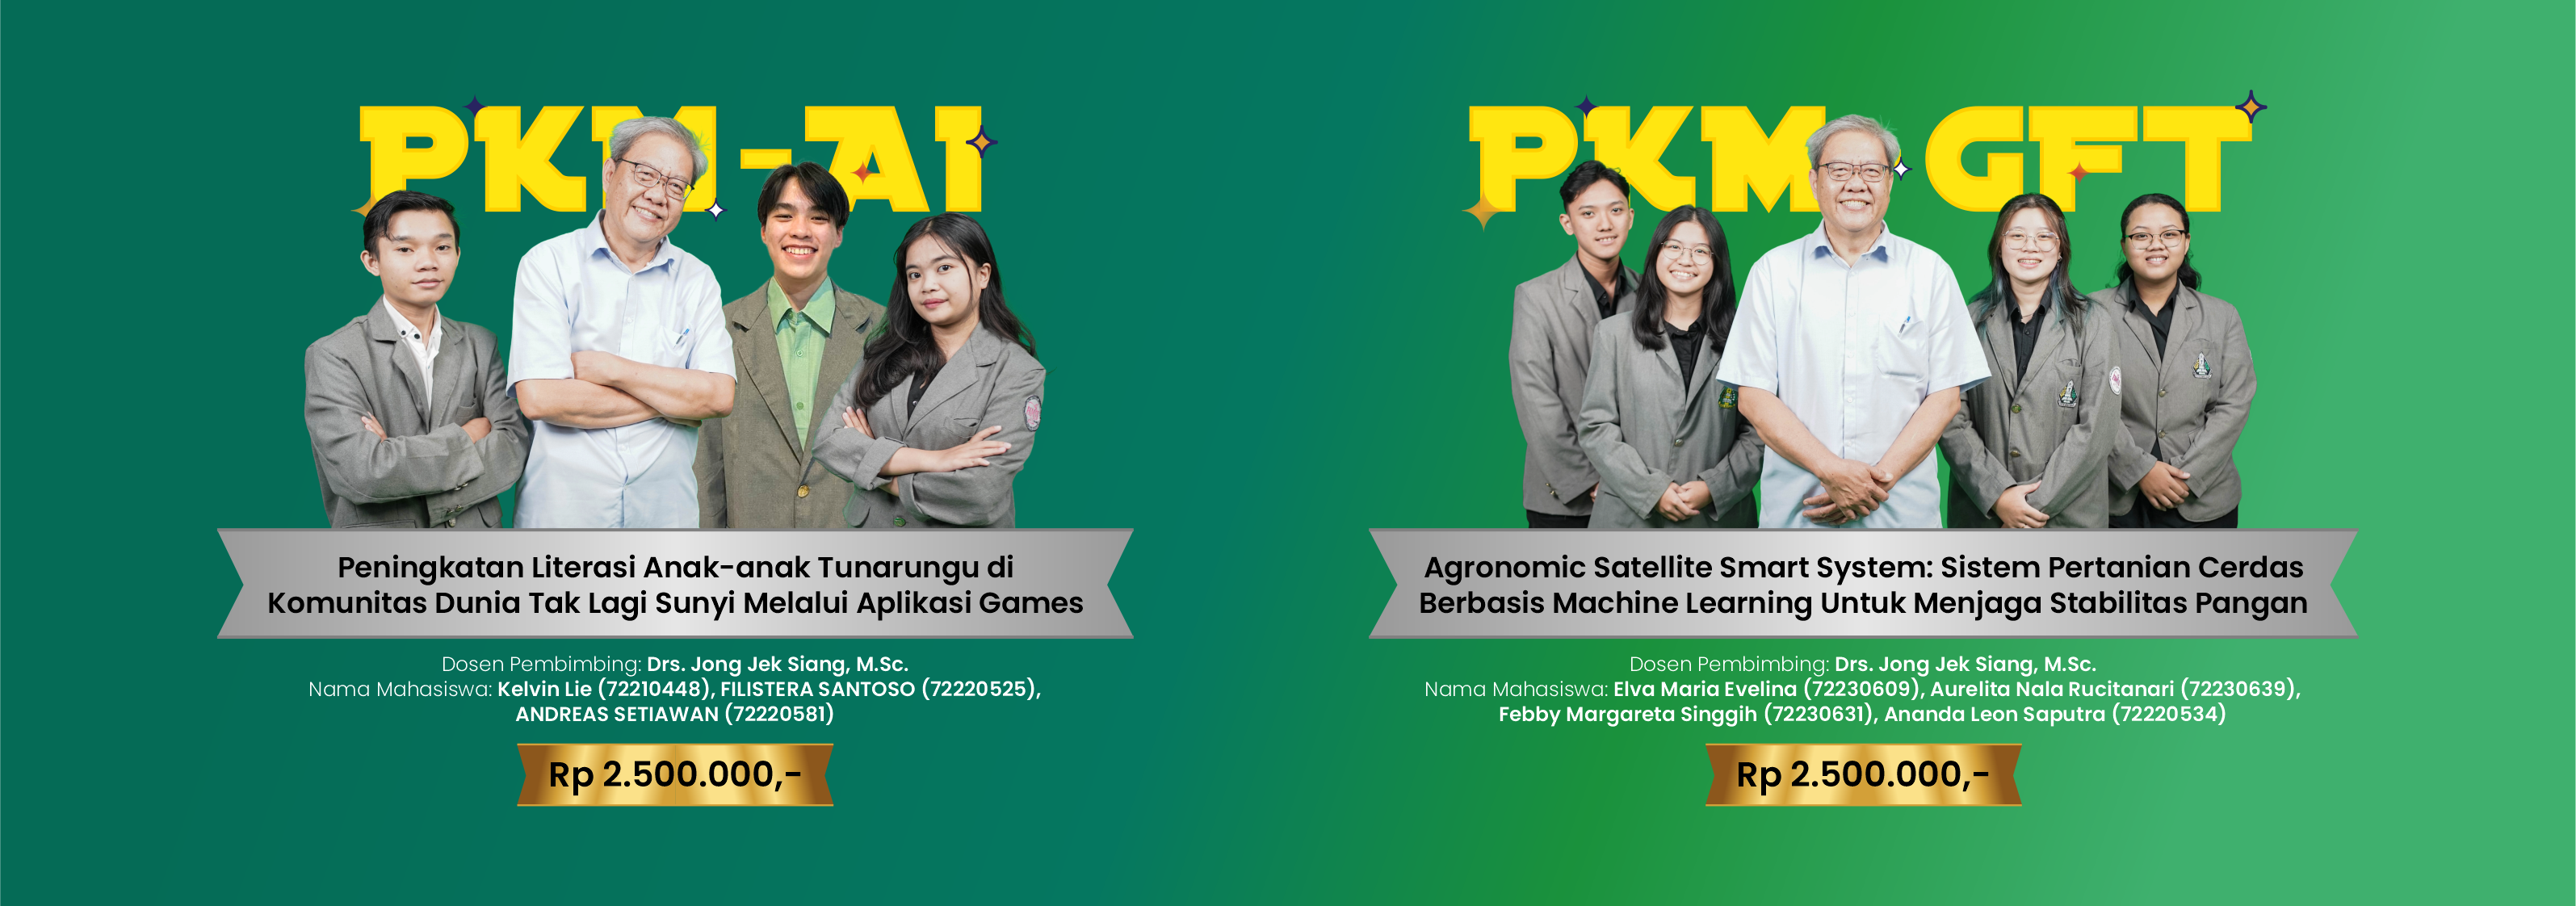 PKM-AI
Peningkatan Literasi Anak-anak Tunarungu di
Komunitas Dunia Tak Lagi Sunyi Melalui Aplikasi Games
Dosen Pembimbing: Drs. Jong Jek Siang, M.Sc.
Nama Mahasiswa: Kelvin Lie (72210448), FILISTERA SANTOSO (72220525),
ANDREAS SETIAWAN (72220581)
Rp 2.500.000,-
PKM-GFT
Agronomic Satellite Smart System: Sistem Pertanian Cerdas
Berbasis Machine Learning Untuk Menjaga Stabilitas Pangan
Dosen Pembimbing: Drs. Jong Jek Siang, M.Sc.
Nama Mahasiswa: Elva Maria Evelina (72230609), Aurelita Nala Rucitanari (72230639),
Febby Margareta Singgih (72230631), Ananda Leon Saputra (72220534)
Rp 2.500.000,-